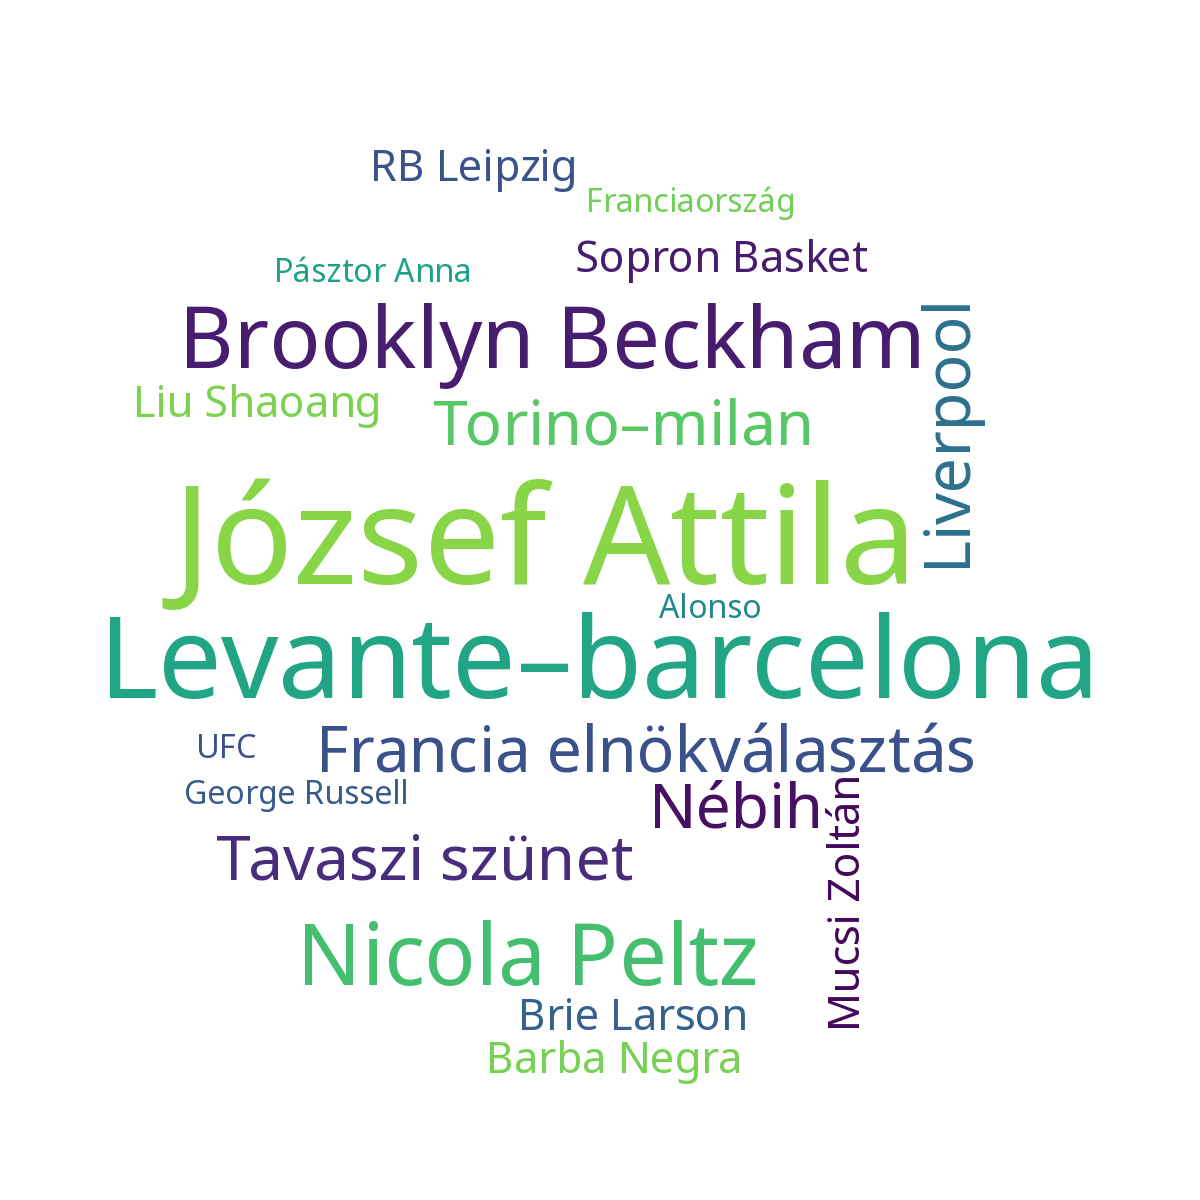 RB Leipzig
Franciaország
Sopron Basket
Pásztor Anna
Brooklyn Beckham
Liverpool
Liu Shaoang
Torino–milan
József Attila
Alonso
Levante–barcelona
UFC
Francia elnökválasztás
George Russell
Nébih
Mucsi Zoltán
Tavaszi szünet
Nicola Peltz
Brie Larson
Barba Negra